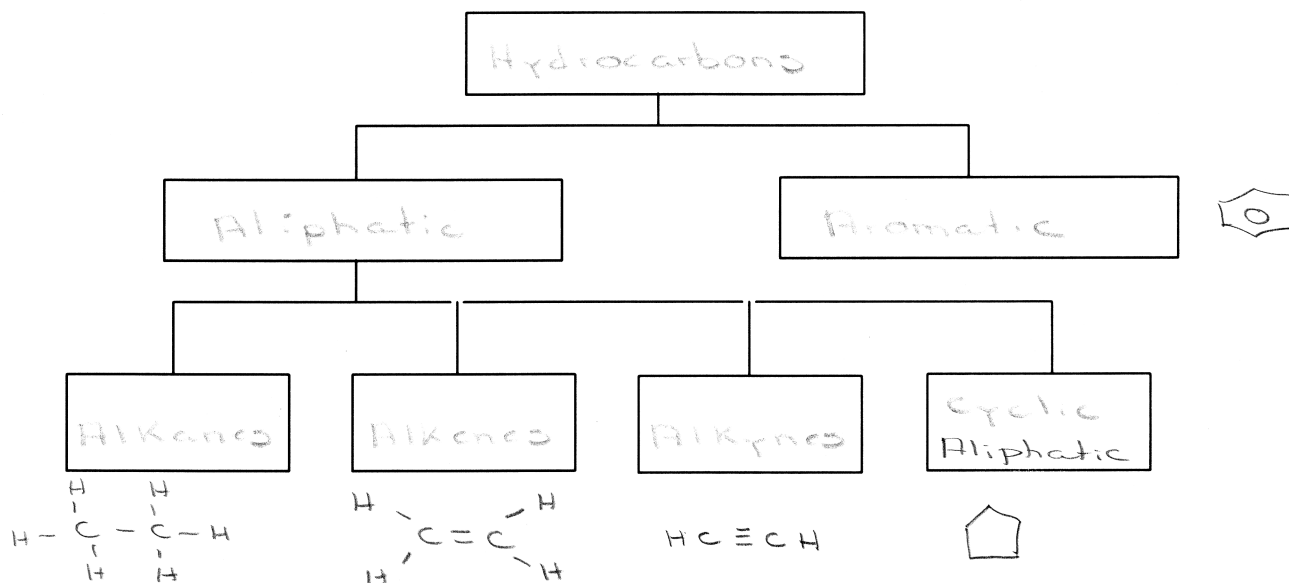 Hydrocarbons
Aliphatic
Aromatic
Alkanes
Alkenes
Alkynes
Cyclic
Aliphatic
H H
H - C - C - H
H H
H H
C = C
H H
HC ≡ CH